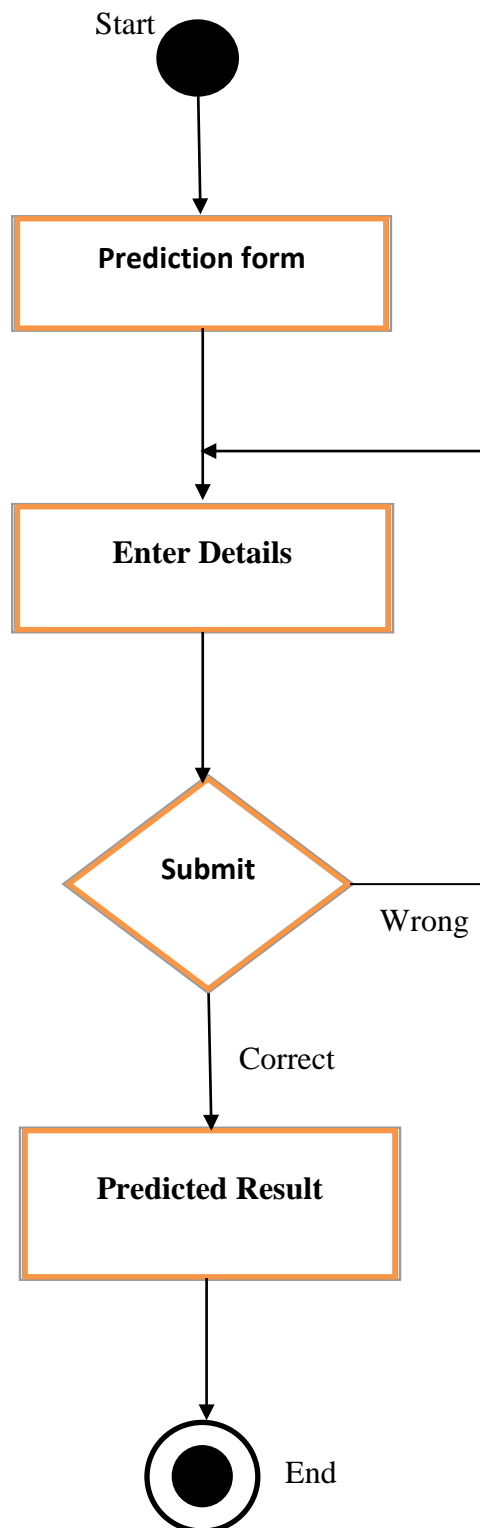 Start
Prediction form
Enter Details
Submit
Wrong
Correct
Predicted Result
End